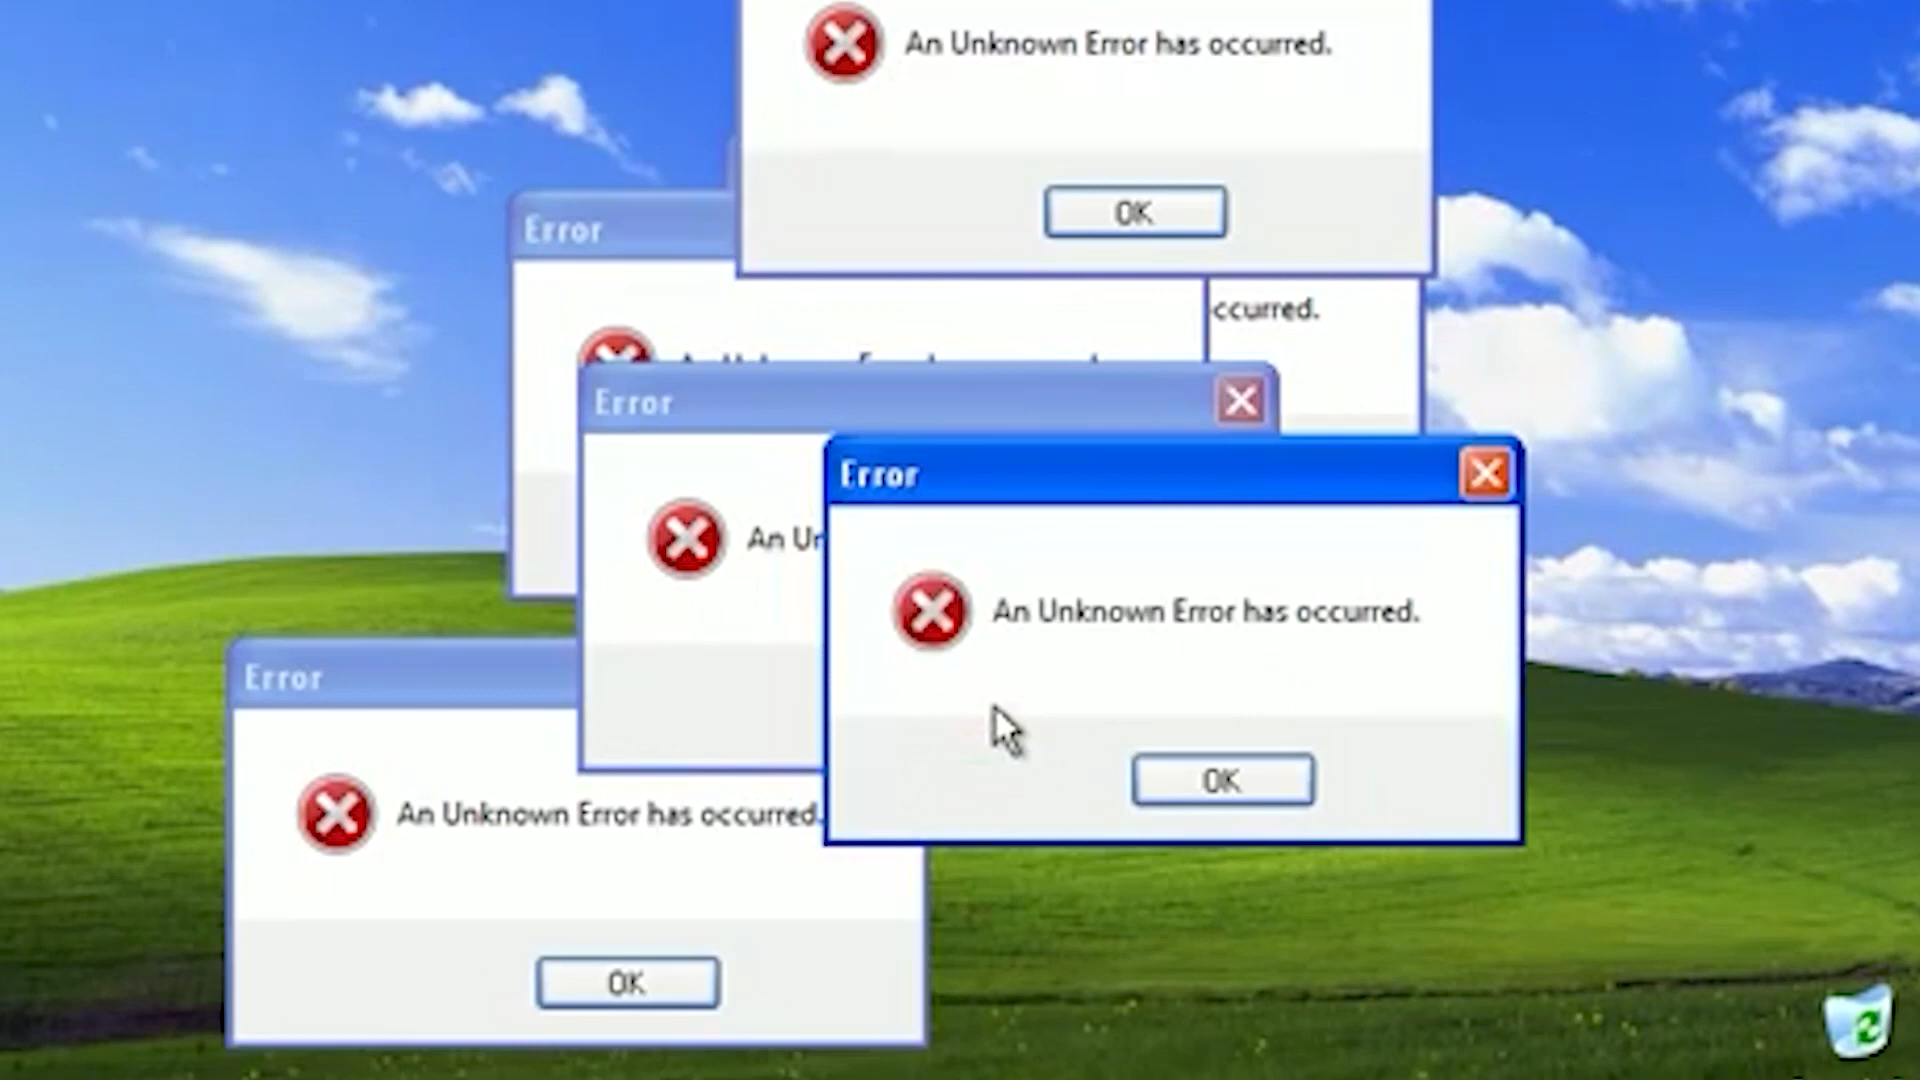 An Unknown Error has occurred.
OK
Error
ccurred.
Error
An Un
Error
An Unknown Error has occurred.
OK
Error
An Unknown Error has occurred.
OK